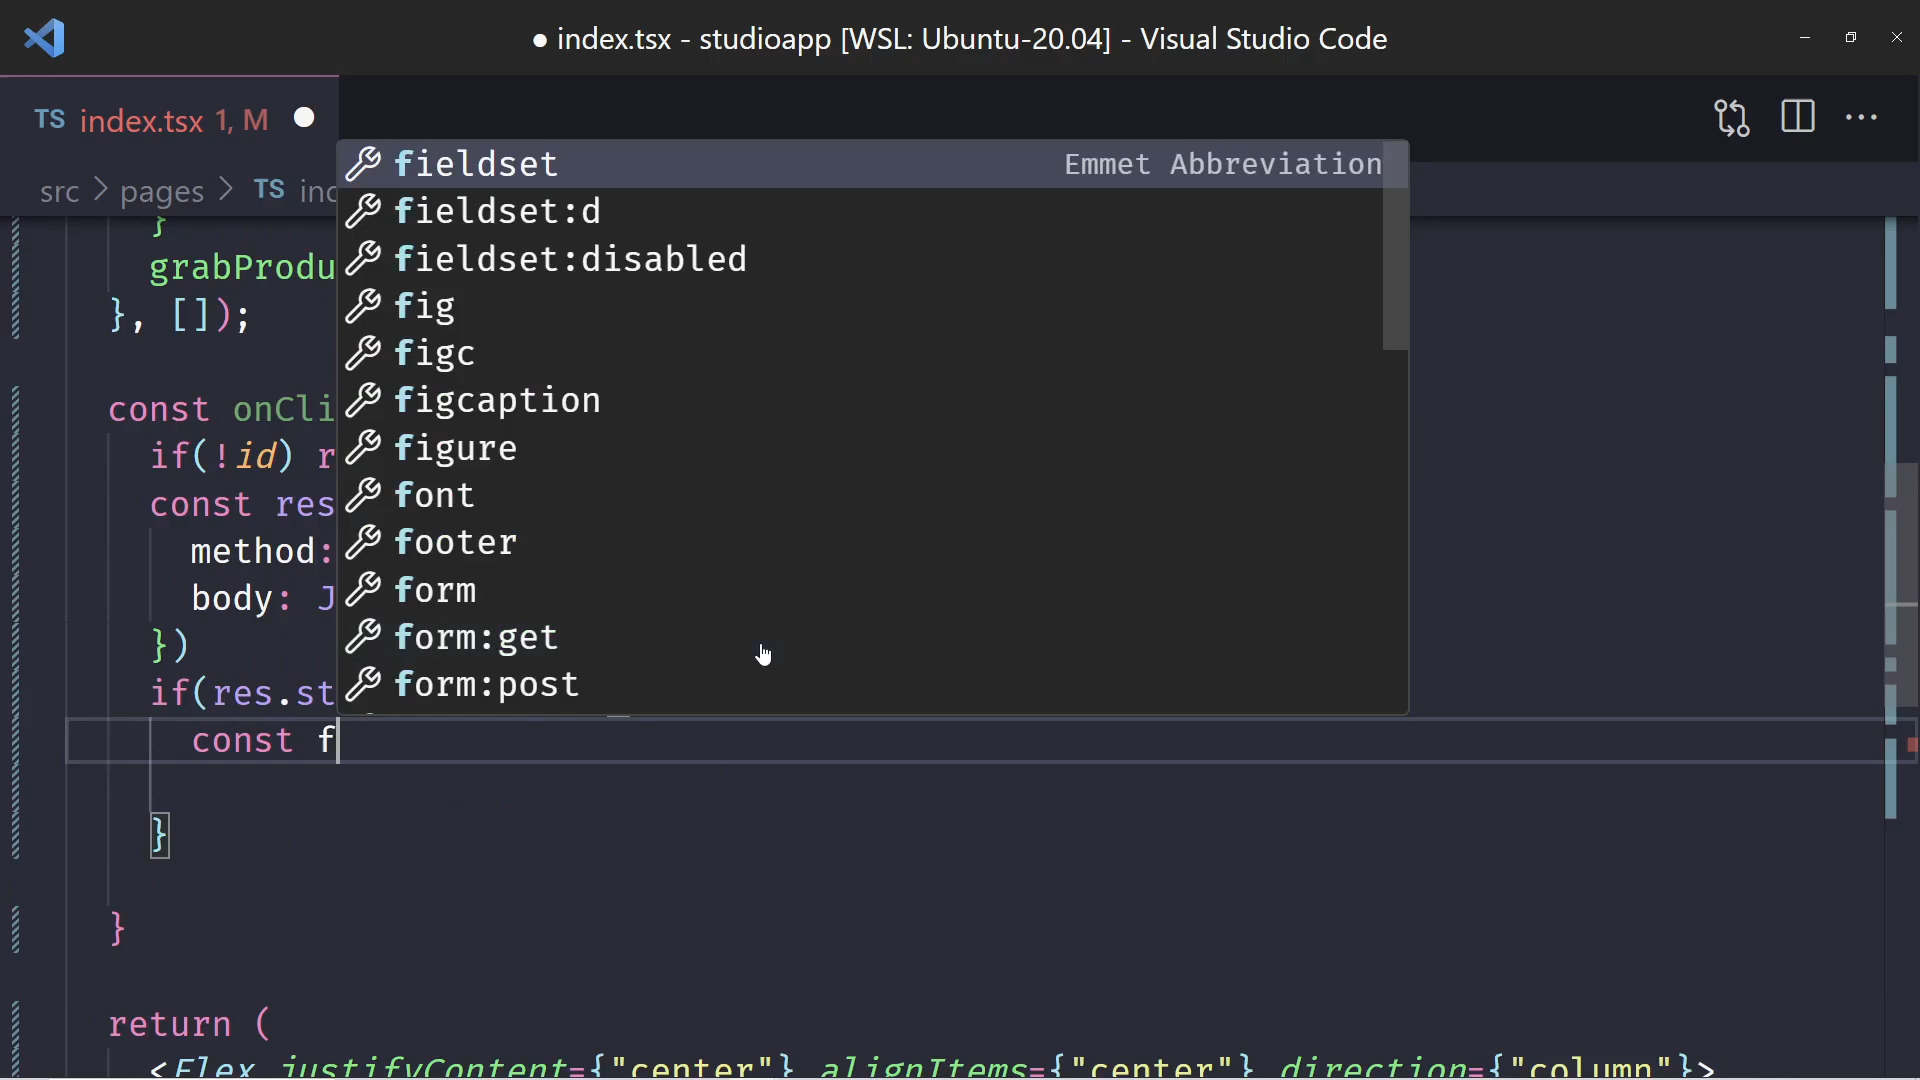 ● index.tsx - studioapp [WSL: Ubuntu-20.04] - Visual Studio Code
TS index.tsx 1, M ●
src > pages > TS ind
fieldset Emmet Abbreviation
fieldset:d
fieldset:disabled
fig
figc
figcaption
figure
font
footer
form
form:get
form:post
}
grabProdu
}, []);
const onCli
if(!id) r
const res
method:
body: J
})
if(res.st
const f
}
}
return (
<Flex justifyContent={"center"} alignItems={"center"} direction={"column"}>